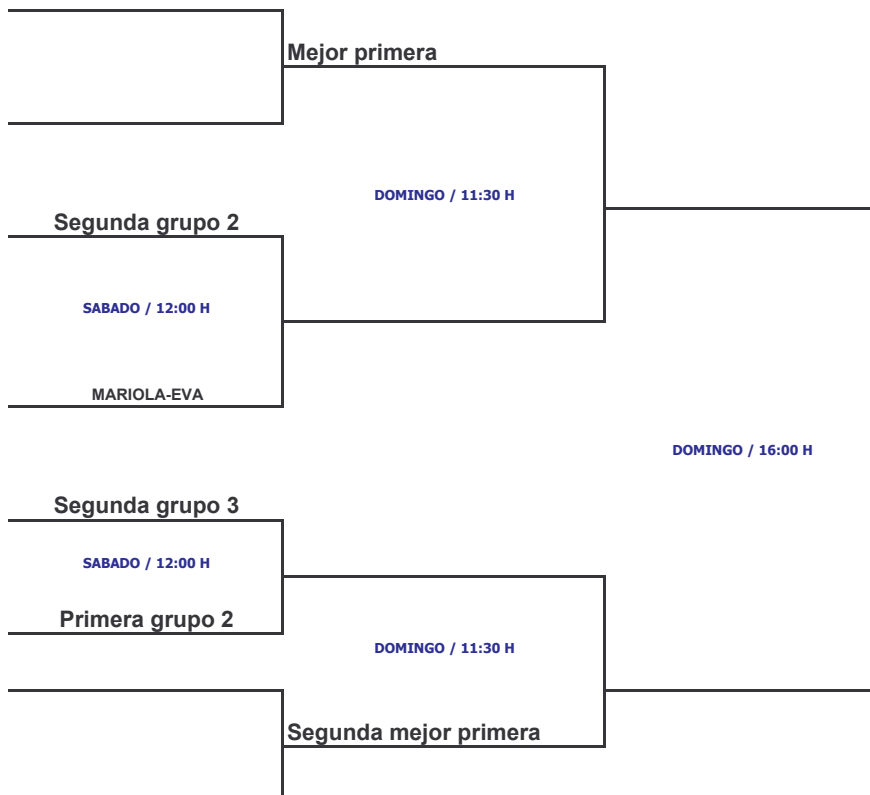 Mejor primera
DOMINGO / 11:30 H
Segunda grupo 2
SABADO / 12:00 H
MARIOLA-EVA
DOMINGO / 16:00 H
Segunda grupo 3
SABADO / 12:00 H
Primera grupo 2
DOMINGO / 11:30 H
Segunda mejor primera